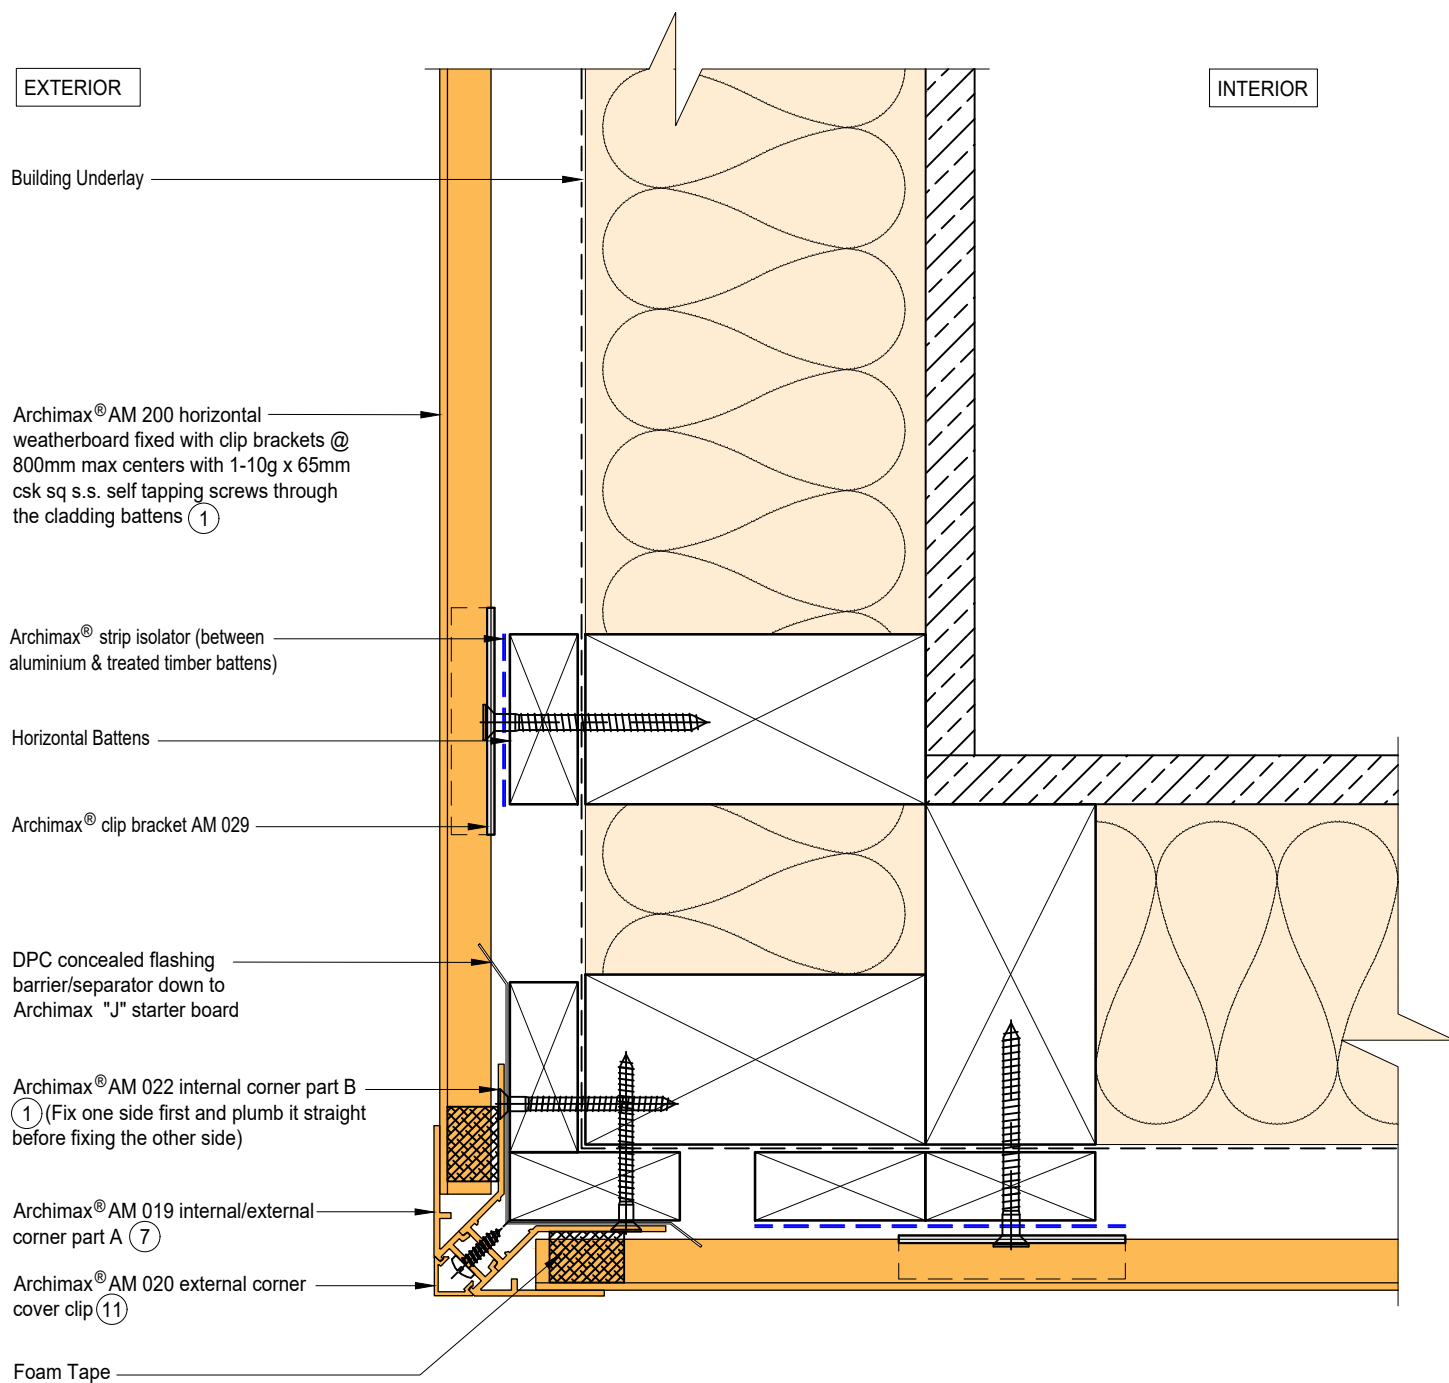 EXTERIOR
INTERIOR
Building Underlay
Archimax® AM 200 horizontal
weatherboard fixed with clip brackets @
800mm max centers with 1-10g x 65mm
csk sq s.s. self tapping screws through
the cladding battens 1
Archimax® strip isolator (between
aluminium & treated timber battens)
Horizontal Battens
Archimax® clip bracket AM 029
DPC concealed flashing
barrier/separator down to
Archimax "J" starter board
Archimax® AM 022 internal corner part B
1 (Fix one side first and plumb it straight
before fixing the other side)
Archimax® AM 019 internal/external
corner part A 7
Archimax® AM 020 external corner
cover clip 11
Foam Tape